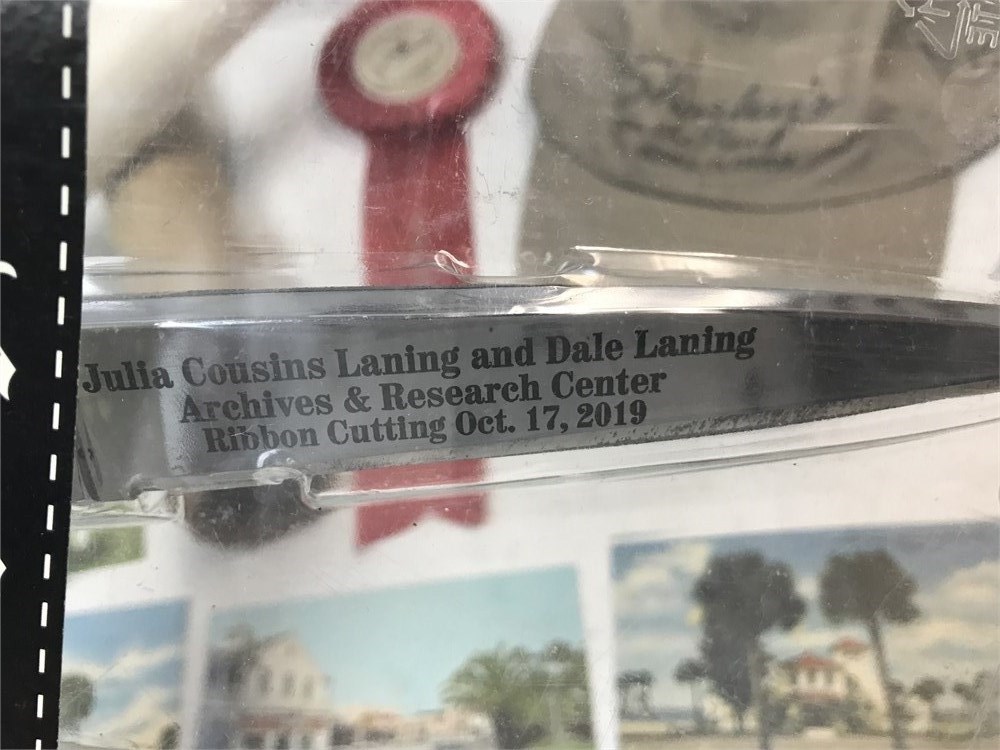 Julia Cousins Laning and Dale Laning
Archives & Research Center
Ribbon Cutting Oct. 17, 2019